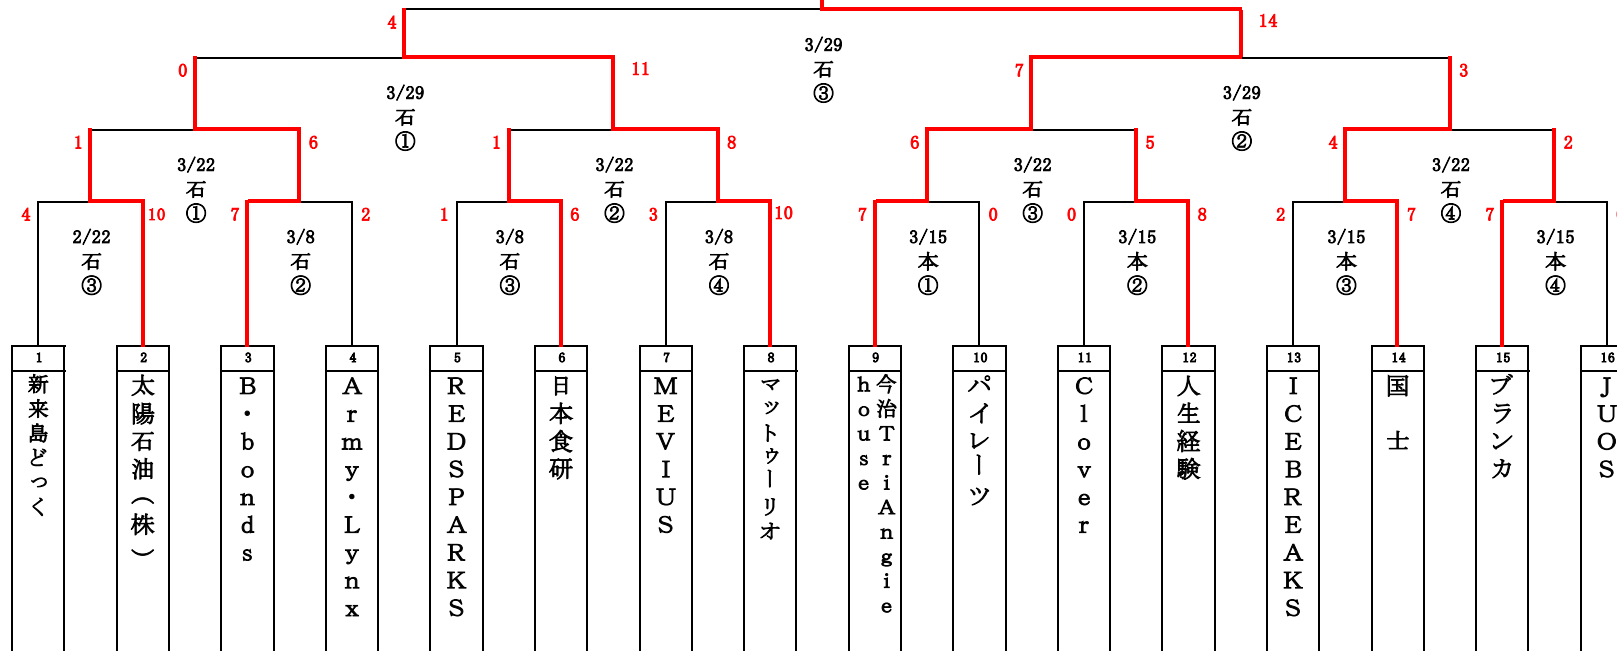 4
14
3/29
石
③
0
11
7
3
3/29
石
①
3/29
石
②
1
6
1
8
6
5
4
2
3/22
石
①
3/22
石
②
3/22
石
③
3/22
石
④
4
10
7
2
1
6
3
10
7
0
0
8
2
7
7
2/22
石
③
3/8
石
②
3/8
石
③
3/8
石
④
3/15
本
①
3/15
本
②
3/15
本
③
3/15
本
④
1
新来島どっく
2
太陽石油(株)
3
B・bonds
4
Army・Lynx
5
REDSPARKS
6
日本食研
7
MEVIUS
8
マットゥーリオ
9
今治TriAngie
house
10
パイレーツ
11
Clover
12
人生経験
13
ICEBREAKS
14
国 士
15
ブランカ
16
JUOS